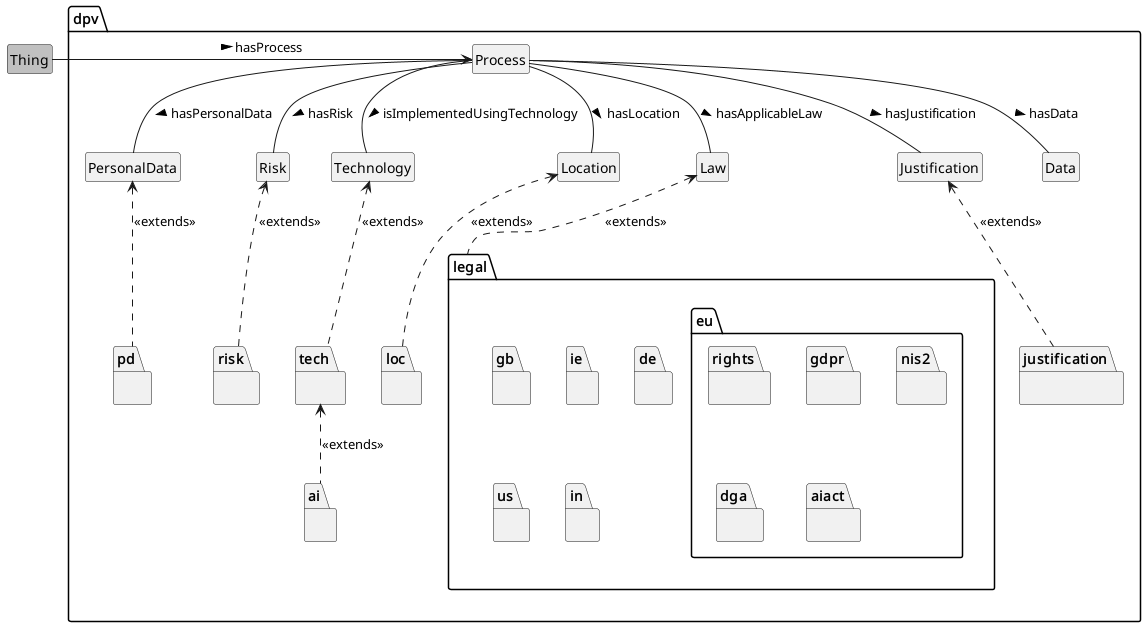 dpv
Thing
hasProcess
Process
hasPersonalData
hasRisk
isImplementedUsingTechnology
hasLocation
hasApplicableLaw
hasJustification
hasData
PersonalData
Risk
Technology
Location
Law
Justification
Data
«extends»
«extends»
«extends»
«extends»
«extends»
«extends»
legal
eu
pd
risk
tech
loc
gb
ie
de
rights
gdpr
nis2
justification
«extends»
ai
us
in
dga
aiact